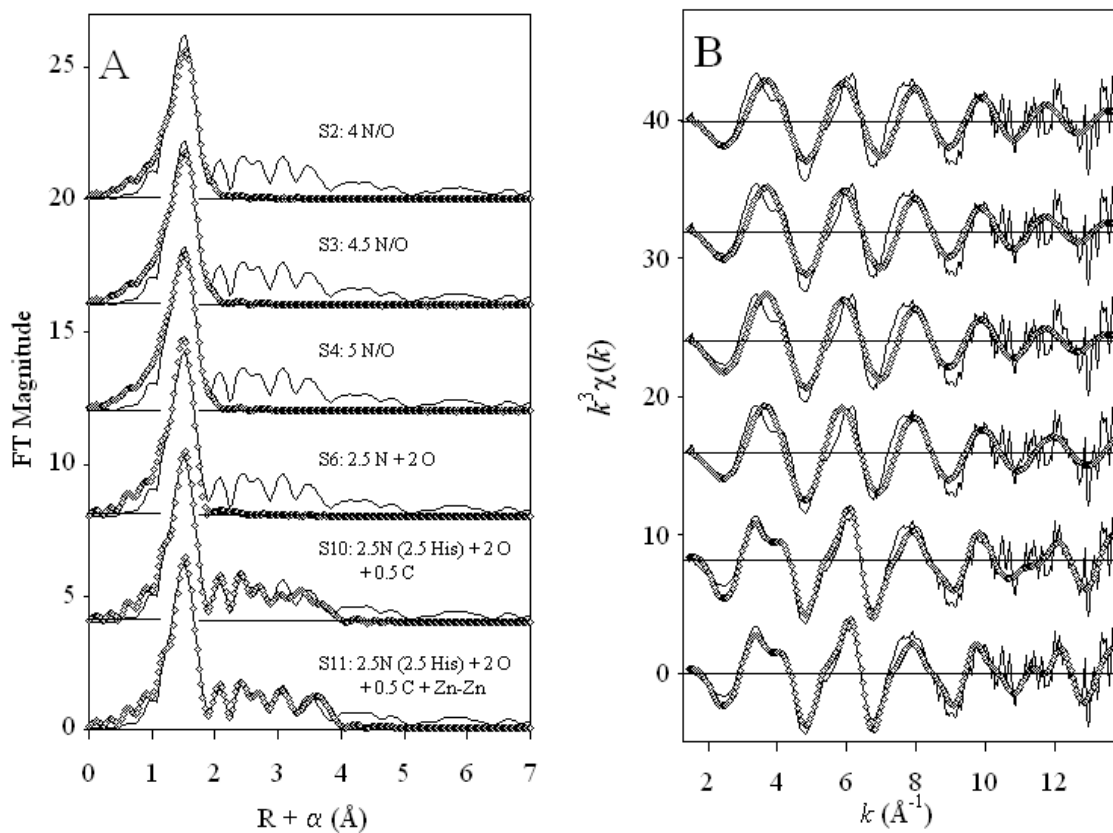 A
25
S2: 4 N/O
20
S3: 4.5 N/O
15
S4: 5 N/O
10
S6: 2.5 N + 2 O
S10: 2.5N (2.5 His) + 2 O
+ 0.5 C
5
S11: 2.5N (2.5 His) + 2 O
+ 0.5 C + Zn-Zn
0
FT Magnitude
0 1 2 3 4 5 6 7
R + α (Å)
B
40
30
20
10
0
k³χ(k)
2 4 6 8 10 12
k (Å⁻¹)